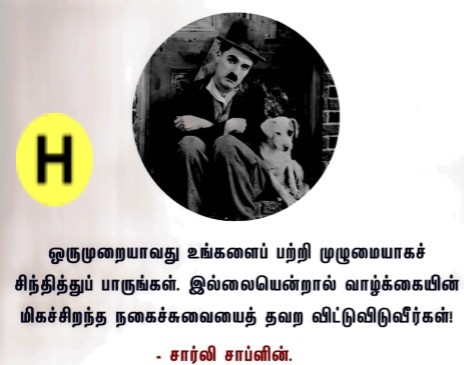 H
ஒருமுறையாவது உங்களைப் பற்றி முழுமையாகச்
சிந்தித்துப் பாருங்கள். இல்லையென்றால் வாழ்க்கையின்
மிகச்சிறந்த நகைச்சுவையைத் தவற விட்டுவிடுவீர்கள்!
- சார்லி சாப்ளின்.